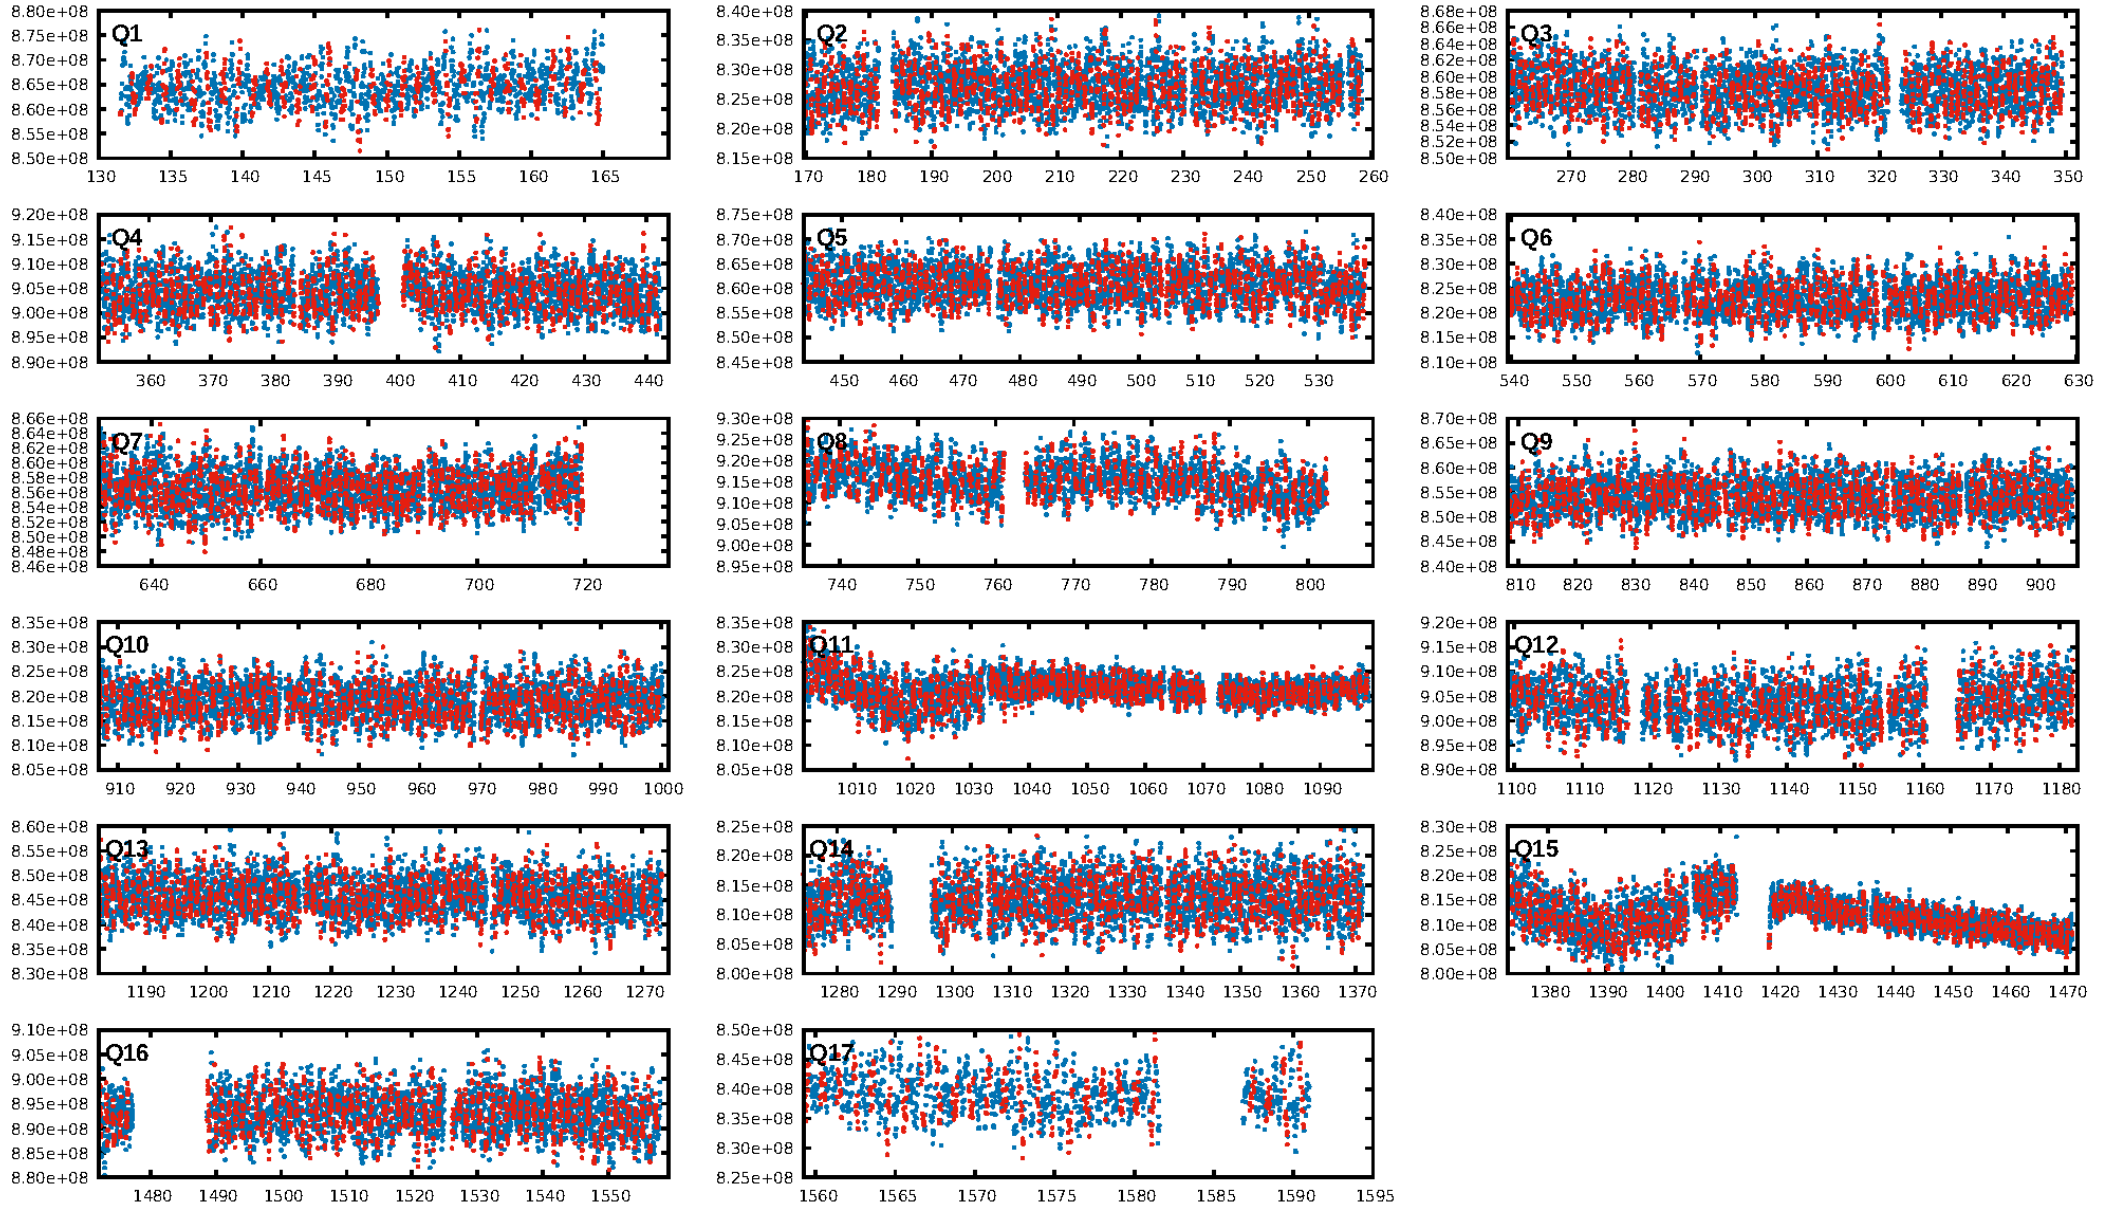 8.80e+08
8.75e+08
8.70e+08
8.65e+08
8.60e+08
8.55e+08
8.50e+08
Q1
130 135 140 145 150 155 160 165
8.40e+08
8.35e+08
8.30e+08
8.25e+08
8.20e+08
8.15e+08
Q2
170 180 190 200 210 220 230 240 250 260
8.68e+08
8.66e+08
8.64e+08
8.62e+08
8.60e+08
8.58e+08
8.56e+08
8.54e+08
8.52e+08
8.50e+08
Q3
270 280 290 300 310 320 330 340 350
9.20e+08
9.15e+08
9.10e+08
9.05e+08
9.00e+08
8.95e+08
8.90e+08
Q4
360 370 380 390 400 410 420 430 440
8.75e+08
8.70e+08
8.65e+08
8.60e+08
8.55e+08
8.50e+08
8.45e+08
Q5
450 460 470 480 490 500 510 520 530
8.40e+08
8.35e+08
8.30e+08
8.25e+08
8.20e+08
8.15e+08
8.10e+08
Q6
540 550 560 570 580 590 600 610 620 630
8.66e+08
8.64e+08
8.62e+08
8.60e+08
8.58e+08
8.56e+08
8.54e+08
8.52e+08
8.50e+08
8.48e+08
8.46e+08
Q7
640 660 680 700 720
9.30e+08
9.25e+08
9.20e+08
9.15e+08
9.10e+08
9.05e+08
9.00e+08
8.95e+08
Q8
740 750 760 770 780 790 800
8.70e+08
8.65e+08
8.60e+08
8.55e+08
8.50e+08
8.45e+08
8.40e+08
Q9
810 820 830 840 850 860 870 880 890 900
8.35e+08
8.30e+08
8.25e+08
8.20e+08
8.15e+08
8.10e+08
8.05e+08
Q10
910 920 930 940 950 960 970 980 990 1000
8.35e+08
8.30e+08
8.25e+08
8.20e+08
8.15e+08
8.10e+08
8.05e+08
Q11
1010 1020 1030 1040 1050 1060 1070 1080 1090
9.20e+08
9.15e+08
9.10e+08
9.05e+08
9.00e+08
8.95e+08
8.90e+08
Q12
1100 1110 1120 1130 1140 1150 1160 1170 1180
8.60e+08
8.55e+08
8.50e+08
8.45e+08
8.40e+08
8.35e+08
8.30e+08
Q13
1190 1200 1210 1220 1230 1240 1250 1260 1270
8.25e+08
8.20e+08
8.15e+08
8.10e+08
8.05e+08
8.00e+08
Q14
1280 1290 1300 1310 1320 1330 1340 1350 1360 1370
8.30e+08
8.25e+08
8.20e+08
8.15e+08
8.10e+08
8.05e+08
8.00e+08
Q15
1380 1390 1400 1410 1420 1430 1440 1450 1460 1470
9.10e+08
9.05e+08
9.00e+08
8.95e+08
8.90e+08
8.85e+08
8.80e+08
Q16
1480 1490 1500 1510 1520 1530 1540 1550
8.50e+08
8.45e+08
8.40e+08
8.35e+08
8.30e+08
8.25e+08
Q17
1560 1565 1570 1575 1580 1585 1590 1595